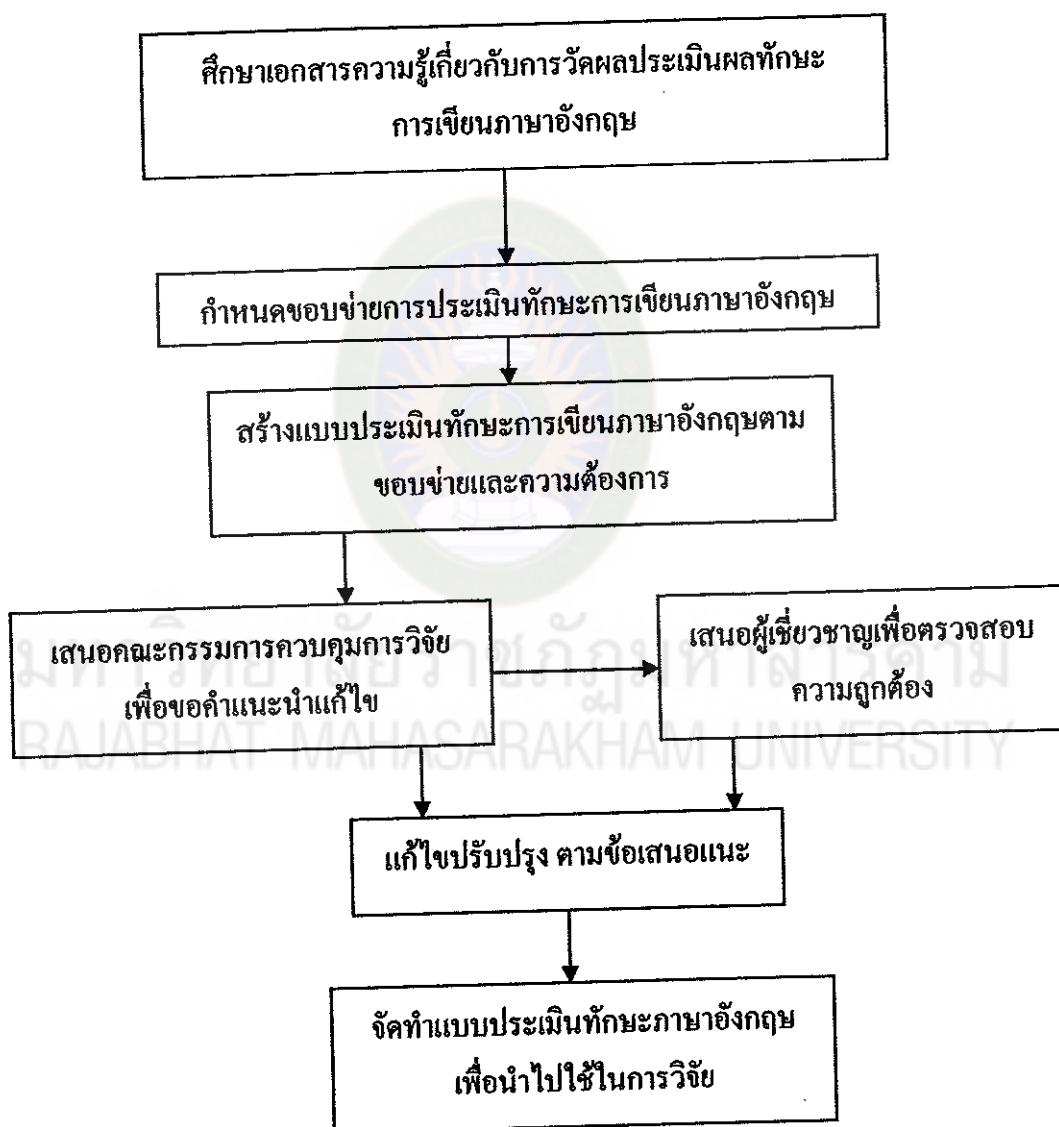 ศึกษาเอกสารความรู้เกี่ยวกับการวัดผลประเมินผลทักษะ
การเขียนภาษาอังกฤษ
กำหนดขอบข่ายการประเมินทักษะการเขียนภาษาอังกฤษ
สร้างแบบประเมินทักษะการเขียนภาษาอังกฤษตาม
ขอบข่ายและความต้องการ
เสนอคณะกรรมการควบคุมการวิจัย
เพื่อขอคำแนะนำแก้ไข
เสนอผู้เชี่ยวชาญเพื่อตรวจสอบ
ความถูกต้อง
มหาวิทยาลัยราชภัฏมหาสารคาม
RAJABHAT MAHASARAKHAM UNIVERSITY
แก้ไขปรับปรุง ตามข้อเสนอแนะ
จัดทำแบบประเมินทักษะภาษาอังกฤษ
เพื่อนำไปใช้ในการวิจัย